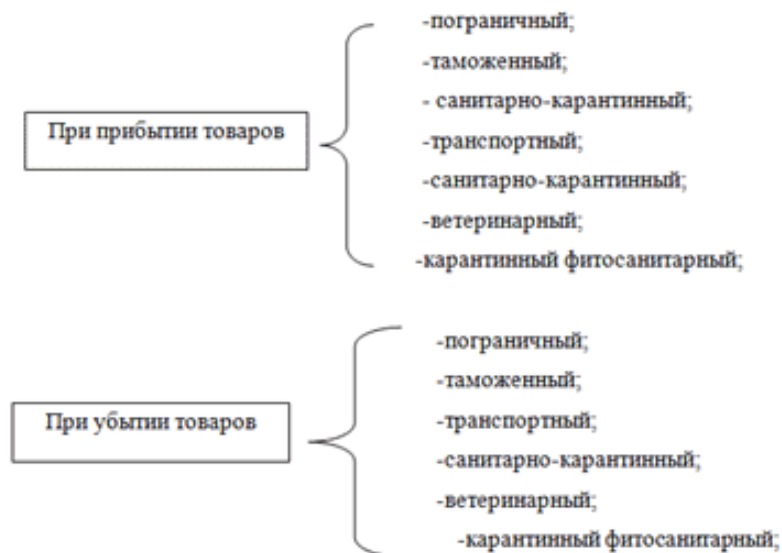 При прибытии товаров
-пограничный;
-таможенный;
- санитарно-карантинный;
-транспортный;
-санитарно-карантинный;
-ветеринарный;
-карантинный фитосанитарный;
При убытии товаров
-пограничный;
-таможенный;
-транспортный;
-санитарно-карантинный;
-ветеринарный;
-карантинный фитосанитарный;